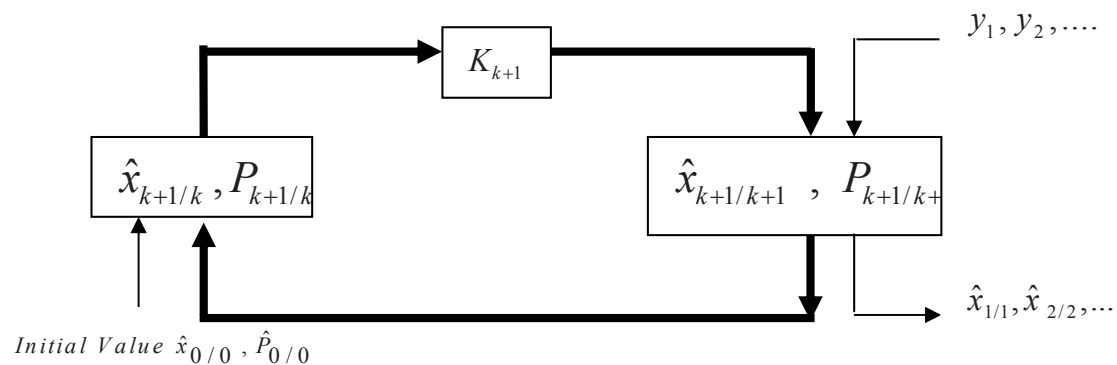 y₁, y₂, ....
K_{k+1}
x̂_{k+1/k} , P_{k+1/k}
x̂_{k+1/k+1} , P_{k+1/k+
x̂_{1/1}, x̂_{2/2}, ...
Initial Value x̂_{0/0} , P̂_{0/0}